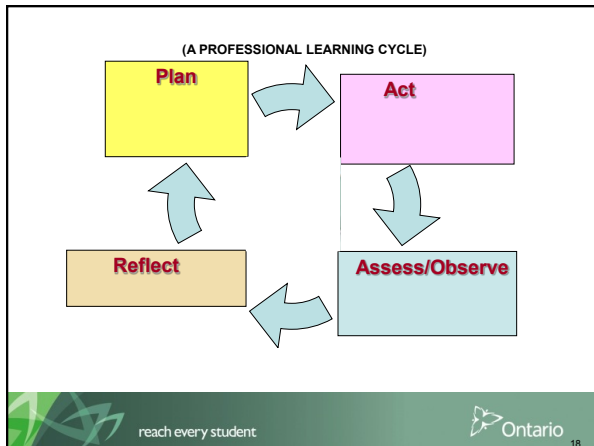 (A PROFESSIONAL LEARNING CYCLE)
Plan
Act
Reflect
Assess/Observe
reach every student
Ontario
18